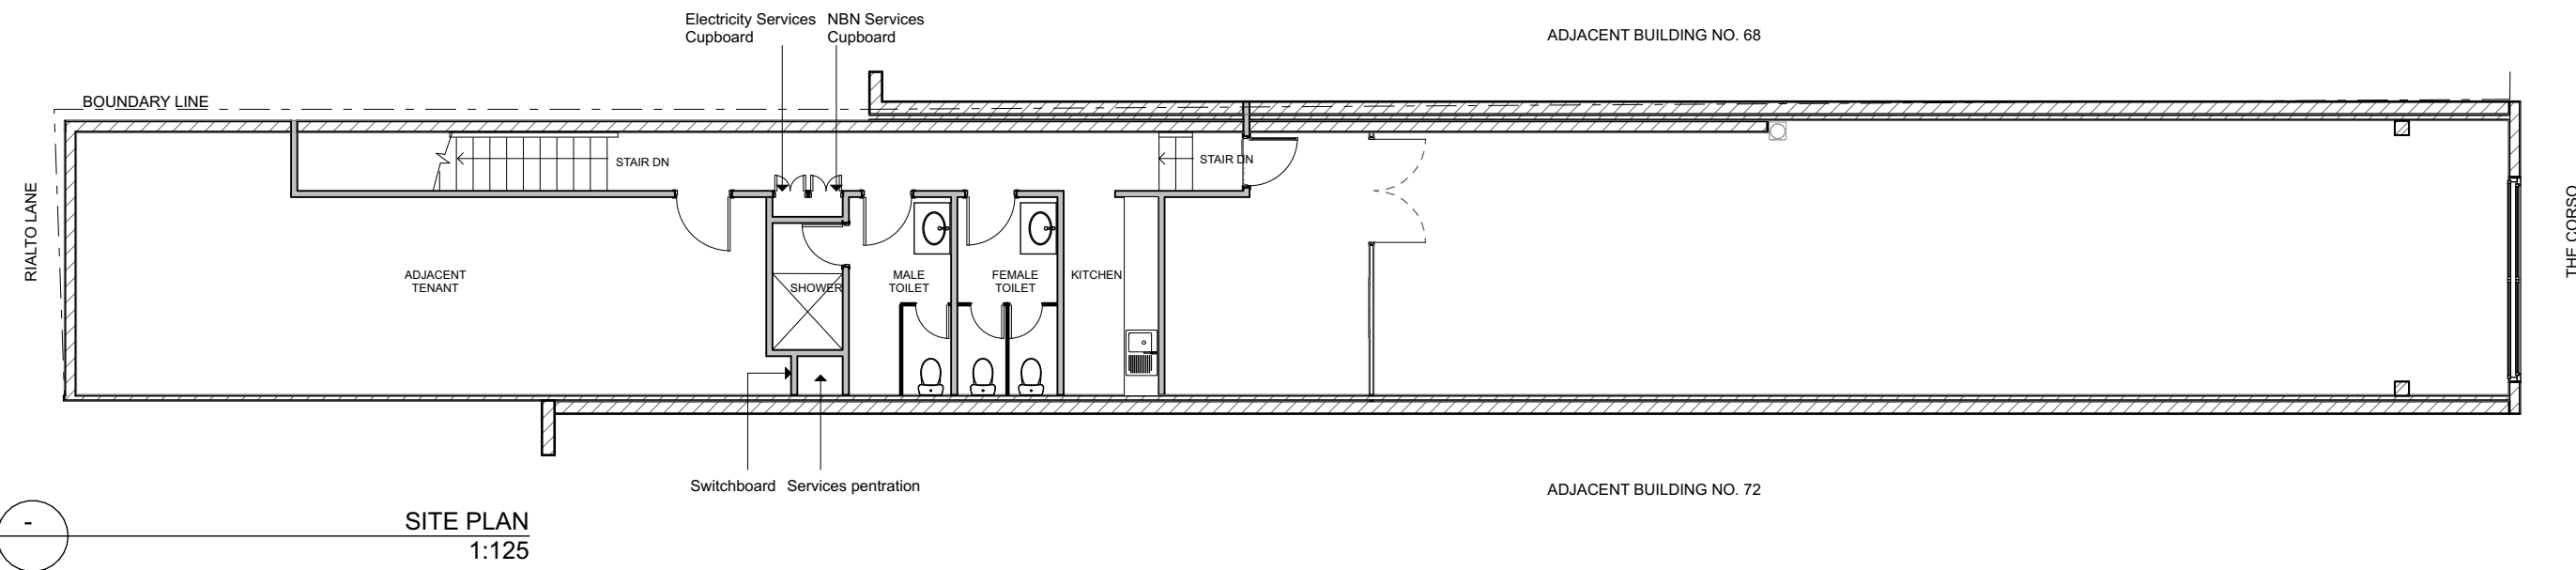 Electricity Services
Cupboard
NBN Services
Cupboard
ADJACENT BUILDING NO. 68
BOUNDARY LINE
STAIR DN
STAIR DN
RIALTO LANE
THE CORSO
ADJACENT
TENANT
SHOWER
MALE
TOILET
FEMALE
TOILET
KITCHEN
Switchboard
Services pentration
ADJACENT BUILDING NO. 72
-
SITE PLAN
1:125